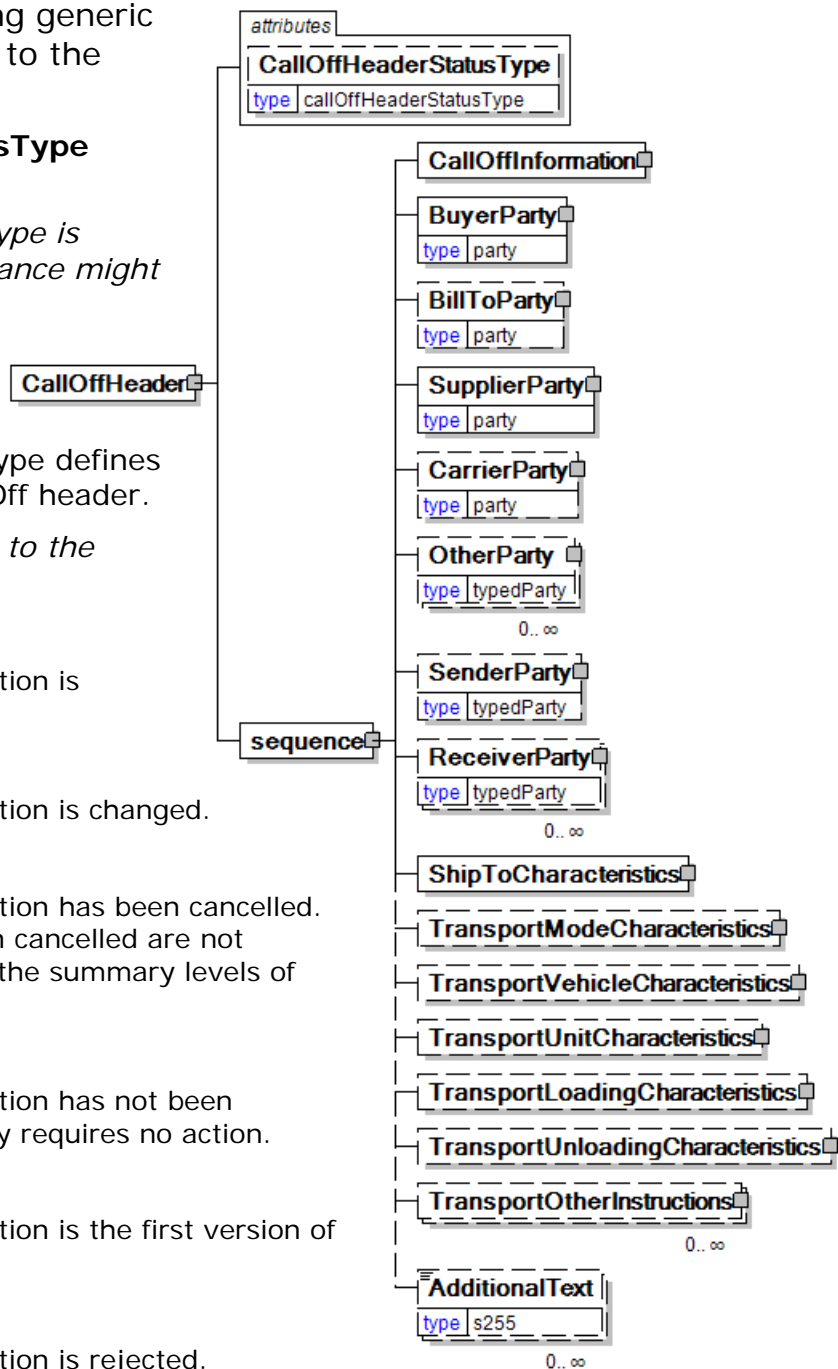 ng generic
to the
sType
ype is
ance might
ype defines
Off header.
to the
tion is
tion is changed.
tion has been cancelled.
n cancelled are not
the summary levels of
tion has not been
y requires no action.
tion is the first version of
tion is rejected.
CallOffHeader
attributes
CallOffHeaderStatusType
type callOffHeaderStatusType
sequence
CallOffInformation
BuyerParty
type party
BillToParty
type party
SupplierParty
type party
CarrierParty
type party
OtherParty
type typedParty
0.. ∞
SenderParty
type typedParty
ReceiverParty
type typedParty
0.. ∞
ShipToCharacteristics
TransportModeCharacteristics
TransportVehicleCharacteristics
TransportUnitCharacteristics
TransportLoadingCharacteristics
TransportUnloadingCharacteristics
TransportOtherInstructions
0.. ∞
AdditionalText
type s255
0.. ∞